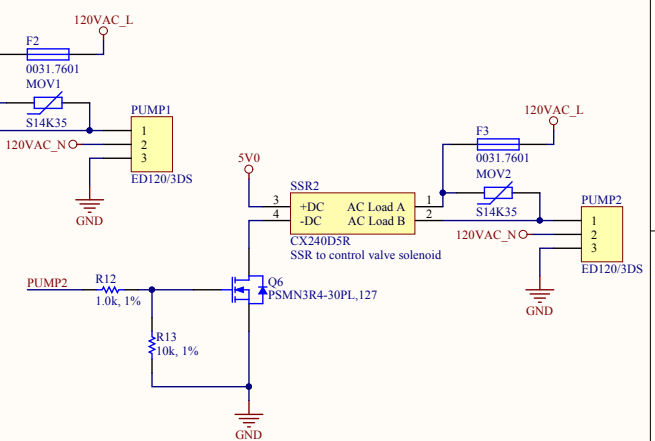 120VAC_L
F2
0031.7601
MOV1
S14K35
PUMP1
1
2
3
120VAC_N
ED120/3DS
GND
5V0
SSR2
3
+DC
AC Load A
1
4
-DC
AC Load B
2
CX240D5R
SSR to control valve solenoid
120VAC_L
F3
0031.7601
MOV2
S14K35
PUMP2
1
2
3
120VAC_N
ED120/3DS
GND
PUMP2
R12
1.0k, 1%
Q6
PSMN3R4-30PL,127
R13
10k, 1%
GND